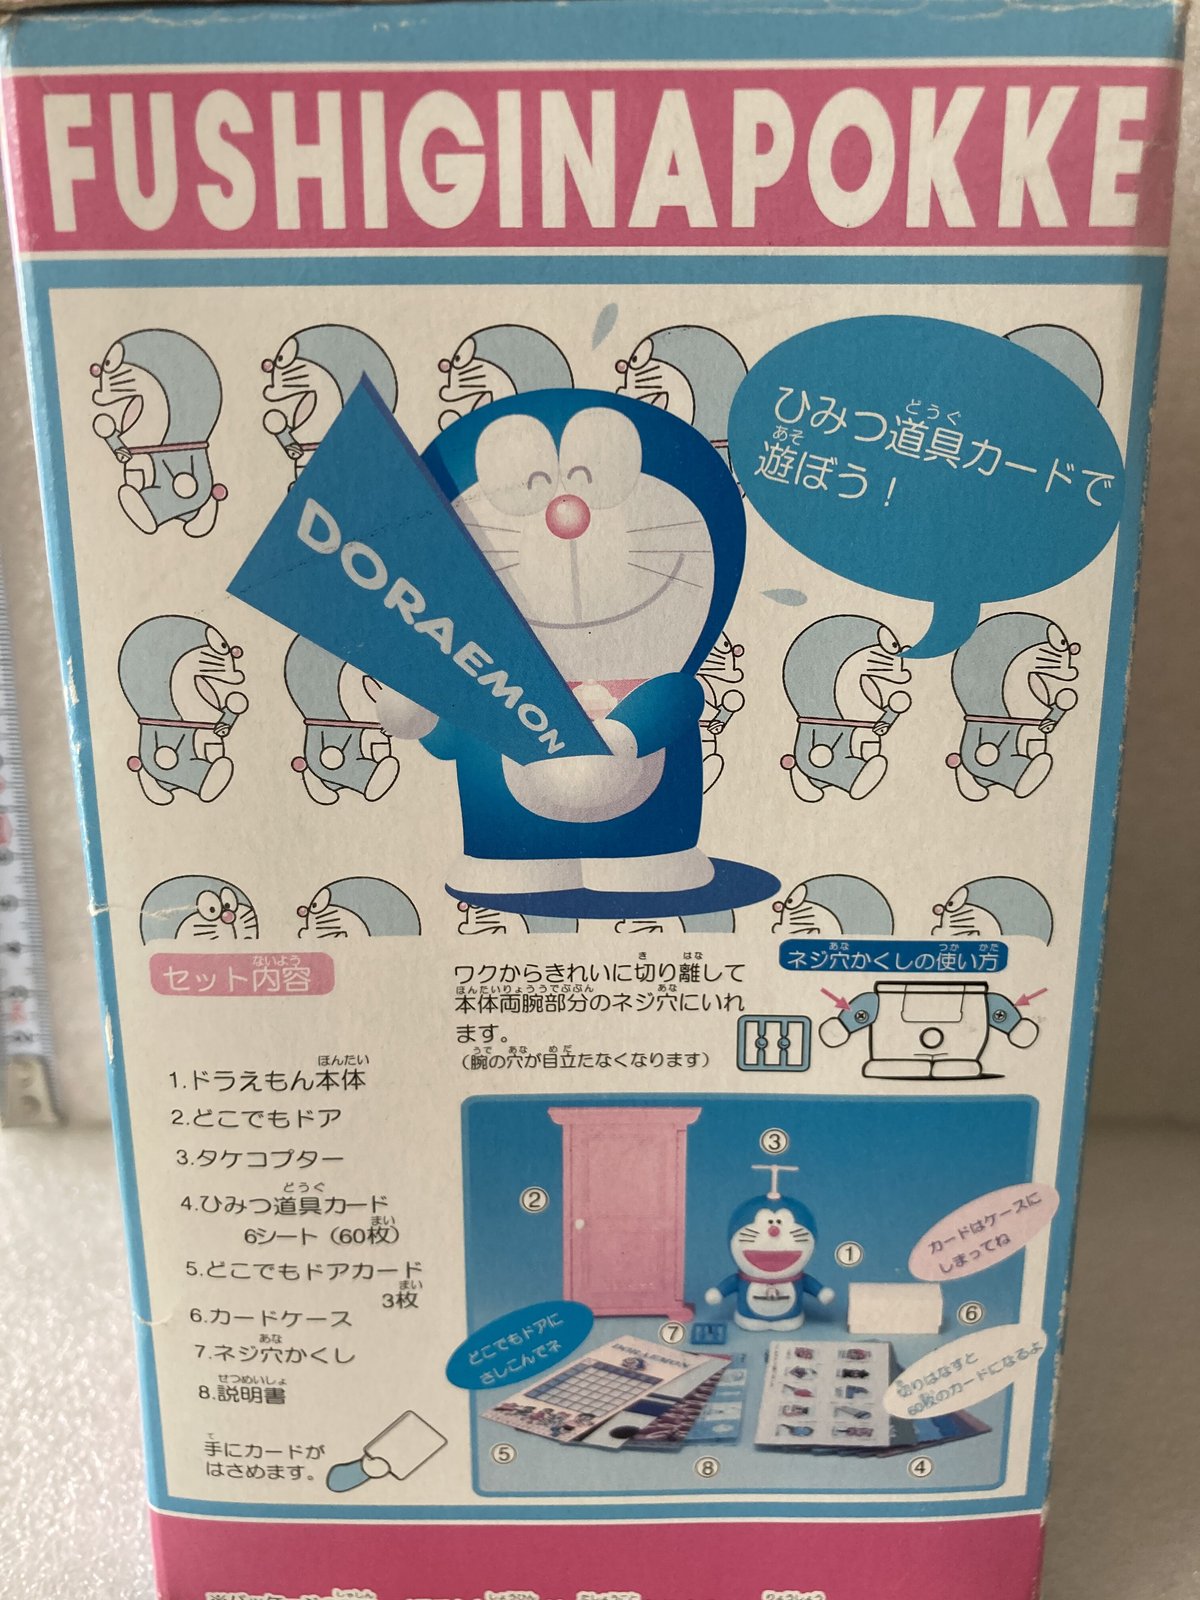 FUSHIGINAPOKKE
ひみつ道具カードで
遊ぼう！
DORAEMON
セット内容
1.ドラえもん本体
2.どこでもドア
3.タケコプター
4.ひみつ道具カード
6シート（60枚）
5.どこでもドアカード
3枚
6.カードケース
7.ネジ穴かくし
8.説明書
手にカードが
はさめます。
ワクからきれいに切り離して
本体両腕部分のネジ穴にいれ
ます。
（腕の穴が目立たなくなります）
ネジ穴かくしの使い方
③
②
①
カードはケースに
しまってね
⑥
⑦
どこでもドアに
さしこんでネ
DORAEMON
切りはなすと
60枚のカードになるよ
⑤
⑧
④